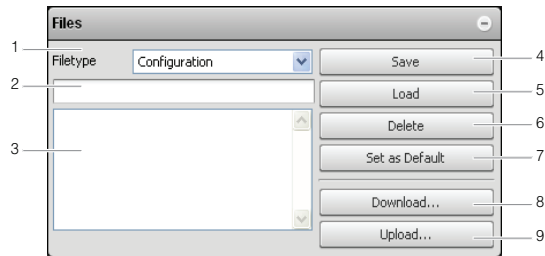 Files
1
Filetype
Configuration
Save
4
2
Load
5
3
Delete
6
Set as Default
7
Download...
8
Upload...
9